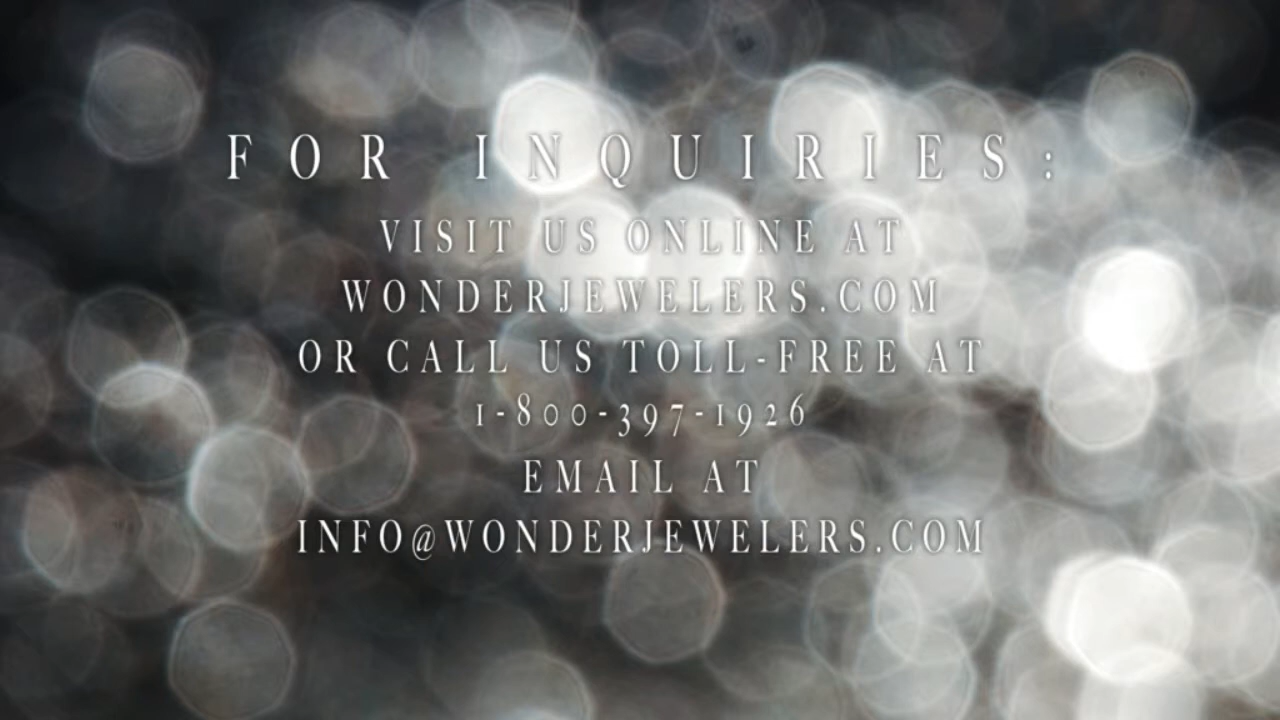 FOR INQUIRIES:
VISIT US ONLINE AT
WONDERJEWELERS.COM
OR CALL US TOLL-FREE AT
1-800-397-1926
EMAIL AT
INFO@WONDERJEWELERS.COM